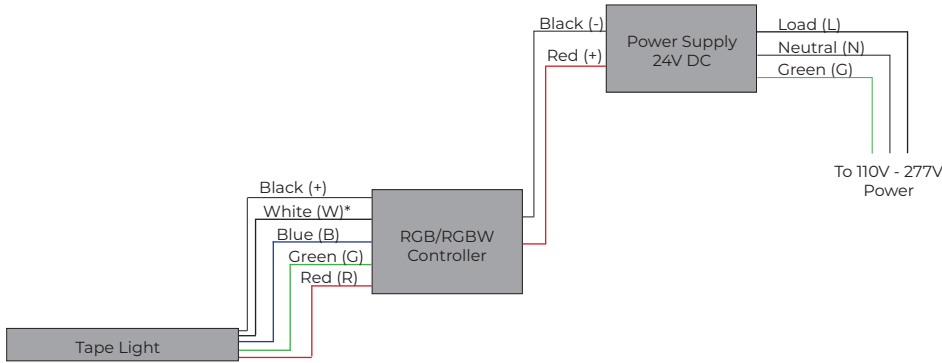 Black (-)
Red (+)
Power Supply
24V DC
Load (L)
Neutral (N)
Green (G)
To 110V - 277V
Power
Black (+)
White (W)*
Blue (B)
Green (G)
Red (R)
RGB/RGBW
Controller
Tape Light